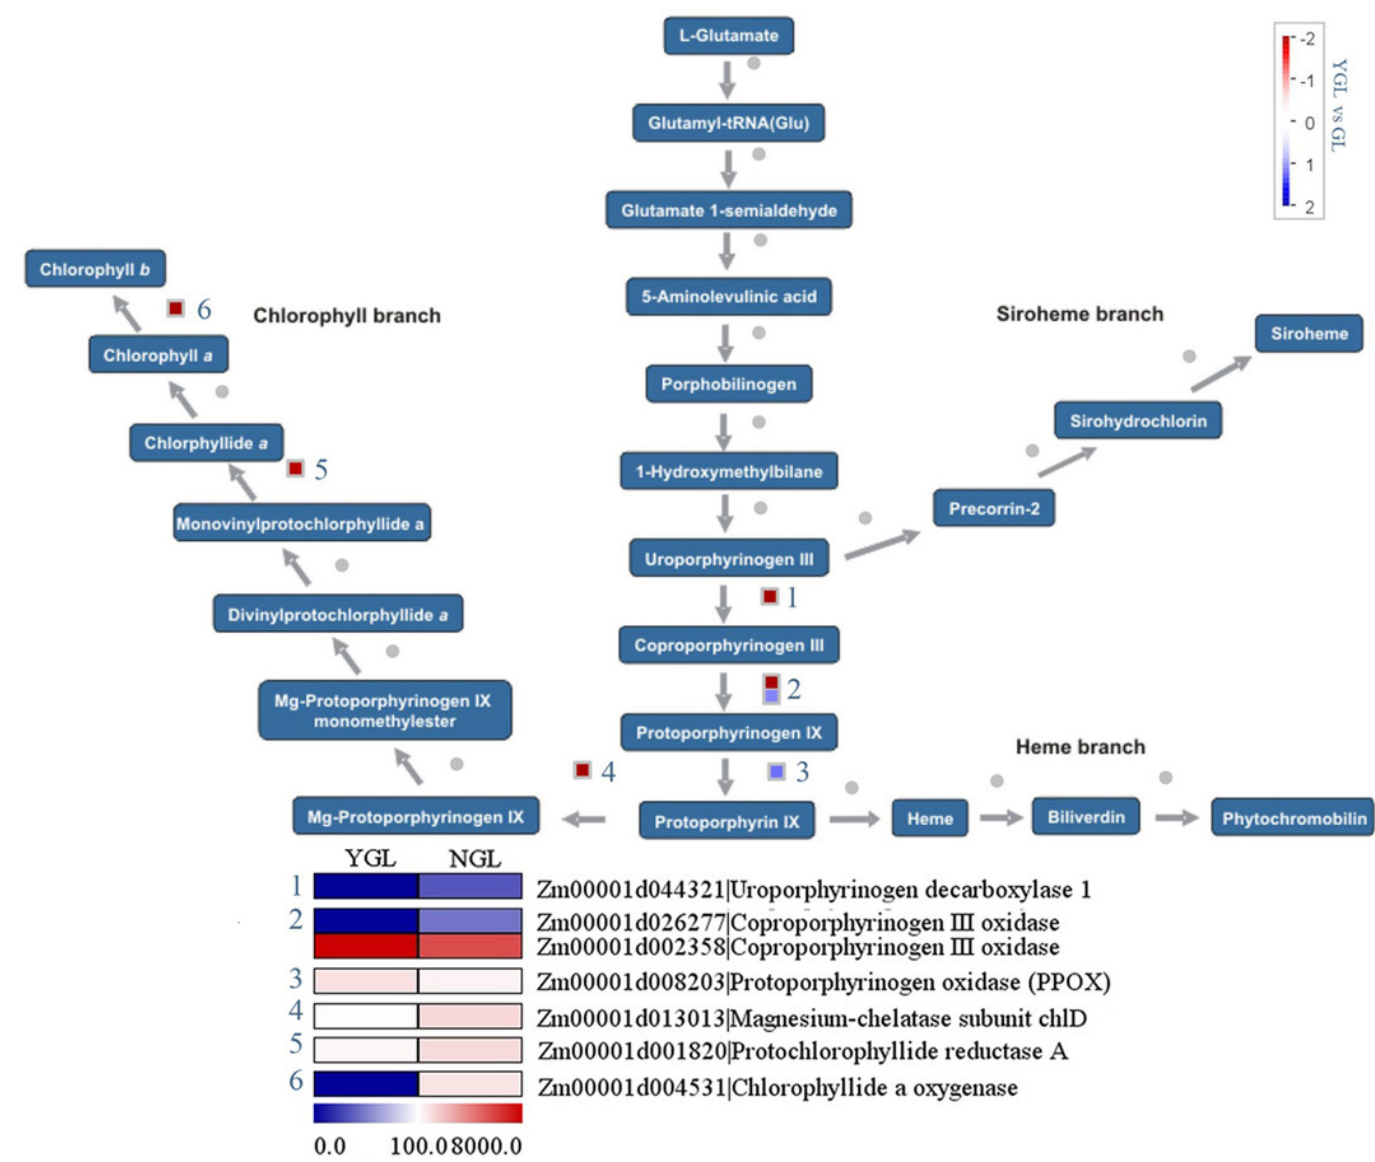 L-Glutamate
Glutamyl-tRNA(Glu)
Glutamate 1-semialdehyde
5-Aminolevulinic acid
Porphobilinogen
1-Hydroxymethylbilane
Uroporphyrinogen III
1
Coproporphyrinogen III
2
Protoporphyrinogen IX
3
Protoporphyrin IX
-2
-1
0
1
2
YGL vs GL
Chlorophyll branch
Chlorophyll b
6
Chlorophyll a
Chlorphyllide a
5
Monovinylprotochlorphyllide a
Divinylprotochlorphyllide a
Mg-Protoporphyrinogen IX
monomethylester
4
Mg-Protoporphyrinogen IX
Siroheme branch
Siroheme
Sirohydrochlorin
Precorrin-2
Heme branch
Heme
Biliverdin
Phytochromobilin
YGL NGL
1 Zm00001d044321|Uroporphyrinogen decarboxylase 1
2 Zm00001d026277|Coproporphyrinogen III oxidase
Zm00001d002358|Coproporphyrinogen III oxidase
3 Zm00001d008203|Protoporphyrinogen oxidase (PPOX)
4 Zm00001d013013|Magnesium-chelatase subunit chlD
5 Zm00001d001820|Protochlorophyllide reductase A
6 Zm00001d004531|Chlorophyllide a oxygenase
0.0 100.0 8000.0